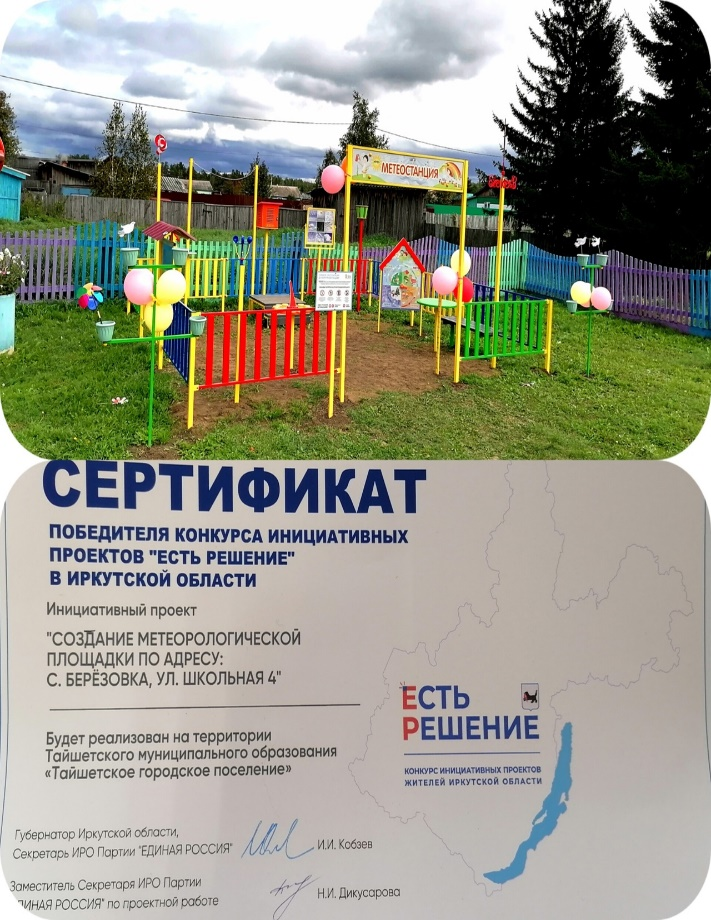 МЕТЕОСТАНЦИЯ
СЕРТИФИКАТ
ПОБЕДИТЕЛЯ КОНКУРСА ИНИЦИАТИВНЫХ
ПРОЕКТОВ "ЕСТЬ РЕШЕНИЕ"
В ИРКУТСКОЙ ОБЛАСТИ
Инициативный проект
"СОЗДАНИЕ МЕТЕОРОЛОГИЧЕСКОЙ
ПЛОЩАДКИ ПО АДРЕСУ:
С. БЕРЁЗОВКА, УЛ. ШКОЛЬНАЯ 4"
Будет реализован на территории
Тайшетского муниципального образования
«Тайшетское городское поселение»
ЕСТЬ
РЕШЕНИЕ
КОНКУРС ИНИЦИАТИВНЫХ ПРОЕКТОВ
ЖИТЕЛЕЙ ИРКУТСКОЙ ОБЛАСТИ
Губернатор Иркутской области,
Секретарь ИРО Партии "ЕДИНАЯ РОССИЯ" И.И. Кобзев
Заместитель Секретаря ИРО Партии
ДИНАЯ РОССИЯ" по проектной работе Н.И. Дикусарова